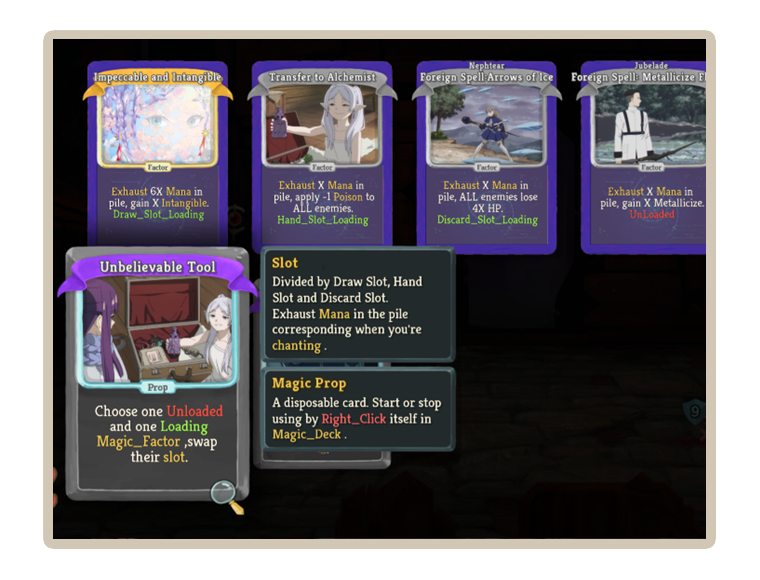 Impeccable and Intangible
Factor
Exhaust 6X Mana in
pile, gain X Intangible.
Draw_Slot_Loading
Transfer to Alchemist
Factor
Exhaust X Mana in
pile, apply -1 Poison to
ALL enemies.
Hand_Slot_Loading
Nephtear
Foreign Spell-Arrows of Ice
Factor
Exhaust X Mana in
pile, ALL enemies lose
4X HP.
Discard_Slot_Loading
Jubelade
Foreign Spell- Metallicize
Factor
Exhaust X Mana in
pile, gain X Metallicize.
UnLoaded
Unbelievable Tool
Prop
Choose one Unloaded
and one Loading
Magic_Factor ,swap
their slot.
Slot
Divided by Draw Slot, Hand
Slot and Discard Slot.
Exhaust Mana in the pile
corresponding when you're
chanting .
Magic Prop
A disposable card. Start or stop
using by Right_Click itself in
Magic_Deck .
9